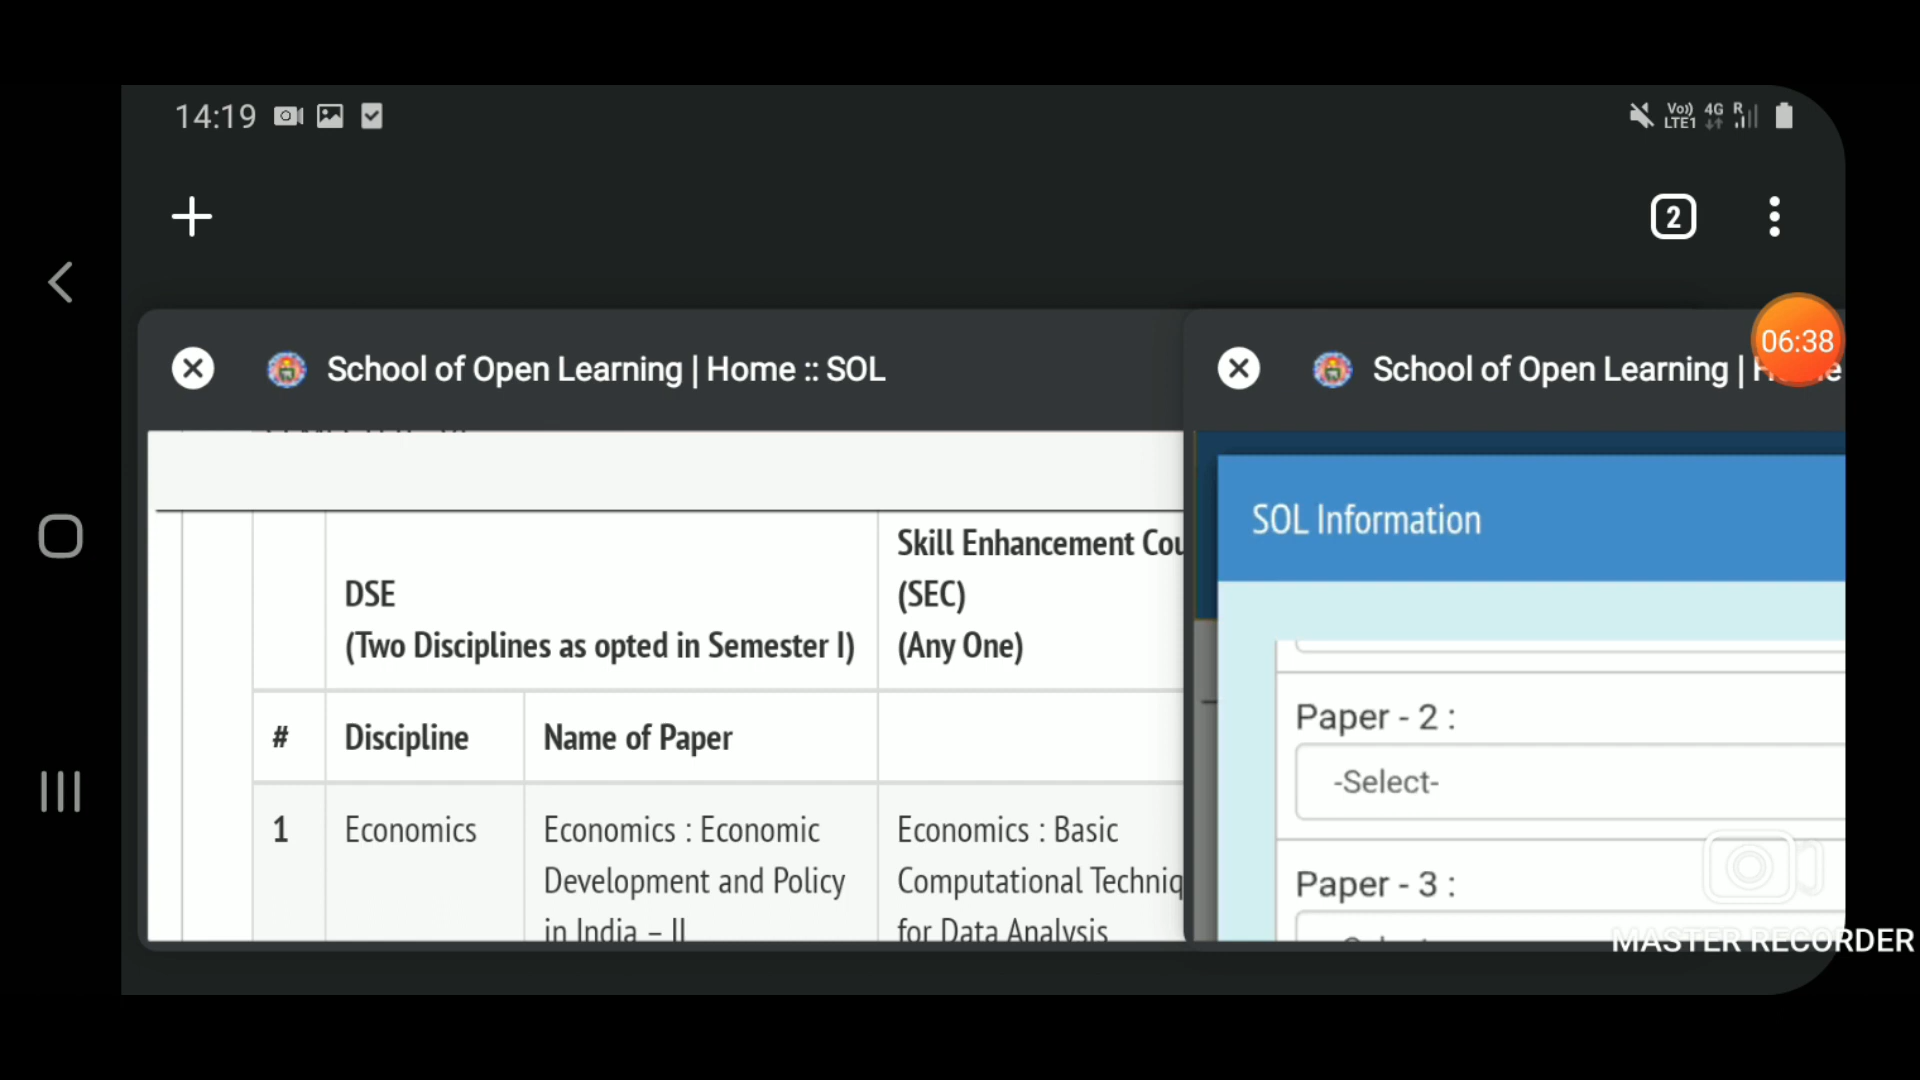 14:19
Vo)) LTE1 4G R
2
06:38
School of Open Learning | Home :: SOL
School of Open Learning |
SOL Information
DSE
(Two Disciplines as opted in Semester I)
Skill Enhancement Cou
(SEC)
(Any One)
# Discipline Name of Paper
1 Economics
Economics : Economic
Development and Policy
in India – II
Economics : Basic
Computational Techniq
for Data Analysis
Paper - 2 :
-Select-
Paper - 3 :
MASTER RECORDER